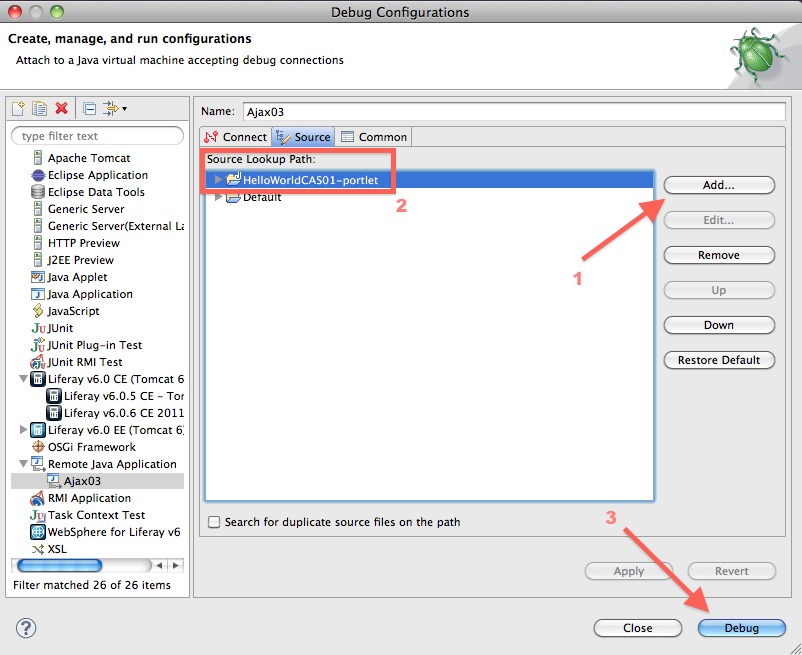 Debug Configurations
Create, manage, and run configurations
Attach to a Java virtual machine accepting debug connections
type filter text
Apache Tomcat
Eclipse Application
Eclipse Data Tools
Generic Server
Generic Server(External La
HTTP Preview
J2EE Preview
Java Applet
Java Application
JavaScript
JUnit
JUnit Plug-in Test
JUnit RMI Test
Liferay v6.0 CE (Tomcat 6
Liferay v6.0.5 CE - Tor
Liferay v6.0.6 CE 2011
Liferay v6.0 EE (Tomcat 6)
OSGi Framework
Remote Java Application
Ajax03
RMI Application
Task Context Test
WebSphere for Liferay v6
XSL
Filter matched 26 of 26 items
Name: Ajax03
Connect Source Common
Source Lookup Path:
HelloWorldCAS01-portlet
Default
2
Add...
1
Edit...
Remove
Up
Down
Restore Default
Search for duplicate source files on the path
3
Apply Revert
? Close Debug